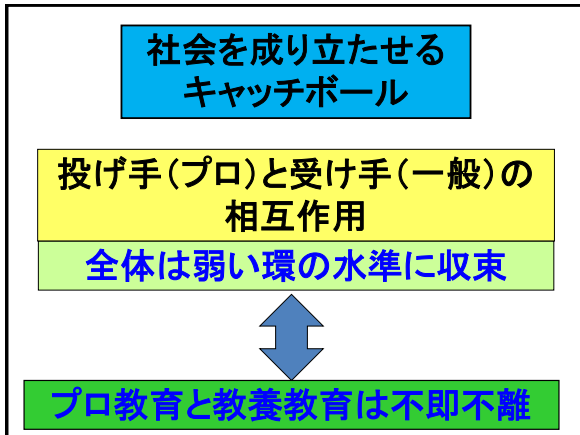 社会を成り立たせる
キャッチボール
投げ手(プロ)と受け手(一般)の
相互作用
全体は弱い環の水準に収束
プロ教育と教養教育は不即不離